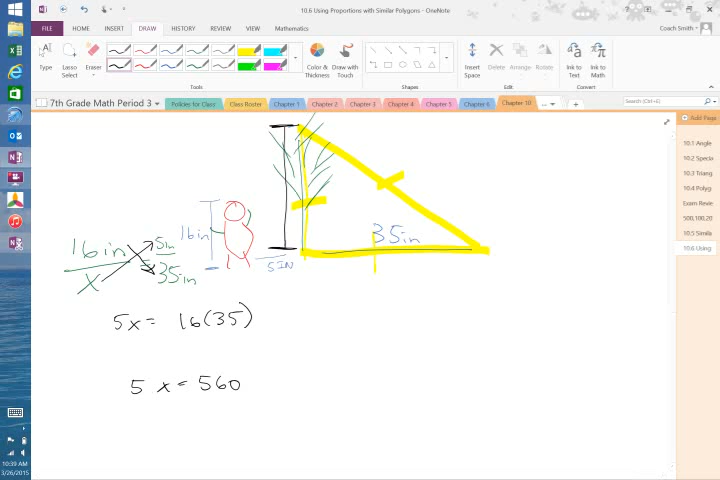 10.6 Using Proportions with Similar Polygons - OneNote
FILE HOME INSERT DRAW HISTORY REVIEW VIEW Mathematics
Coach Smith
Type Lasso Select Eraser
Color & Thickness Draw with Touch
Insert Space Delete Arrange Rotate
Ink to Text Ink to Math
Tools Shapes Edit Convert
7th Grade Math Period 3 Policies for Class Class Roster Chapter 1 Chapter 2 Chapter 3 Chapter 4 Chapter 5 Chapter 6 Chapter 10 ... +
Search (Ctrl+E)
Add Page
10.1 Angle
10.2 Specia
10.3 Triang
10.4 Polyg
Exam Revie
500,100,20
10.5 Simila
10.6 Using
16in
35in
5IN
16in 5in
x = 35in
5x = 16(35)
5 x = 560
10:39 AM
3/26/2015